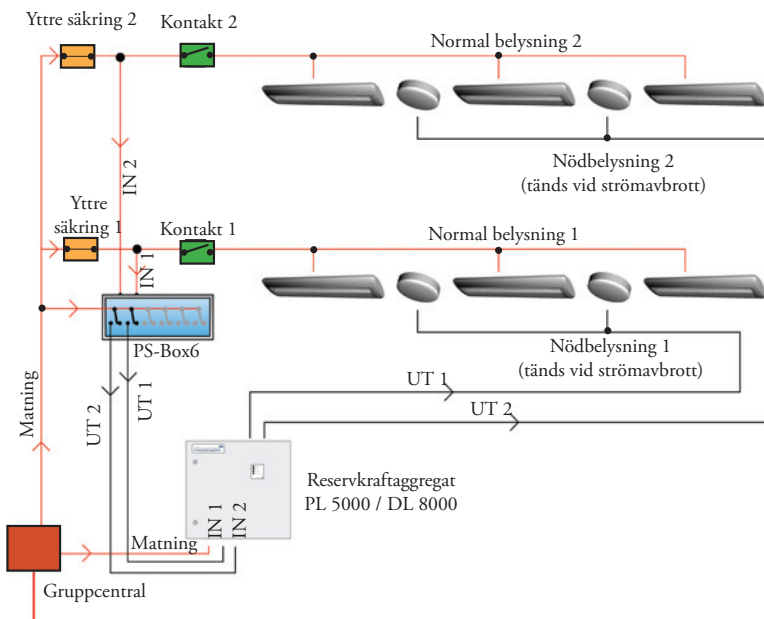 Yttre säkring 2
Kontakt 2
Normal belysning 2
IN 2
Nödbelysning 2
(tänds vid strömavbrott)
Yttre
säkring 1
Kontakt 1
Normal belysning 1
IN 1
PS-Box6
Nödbelysning 1
(tänds vid strömavbrott)
Matning
UT 2
UT 1
UT 1
UT 2
Reservkraftaggregat
PL 5000 / DL 8000
IN 1
IN 2
Matning
Gruppcentral